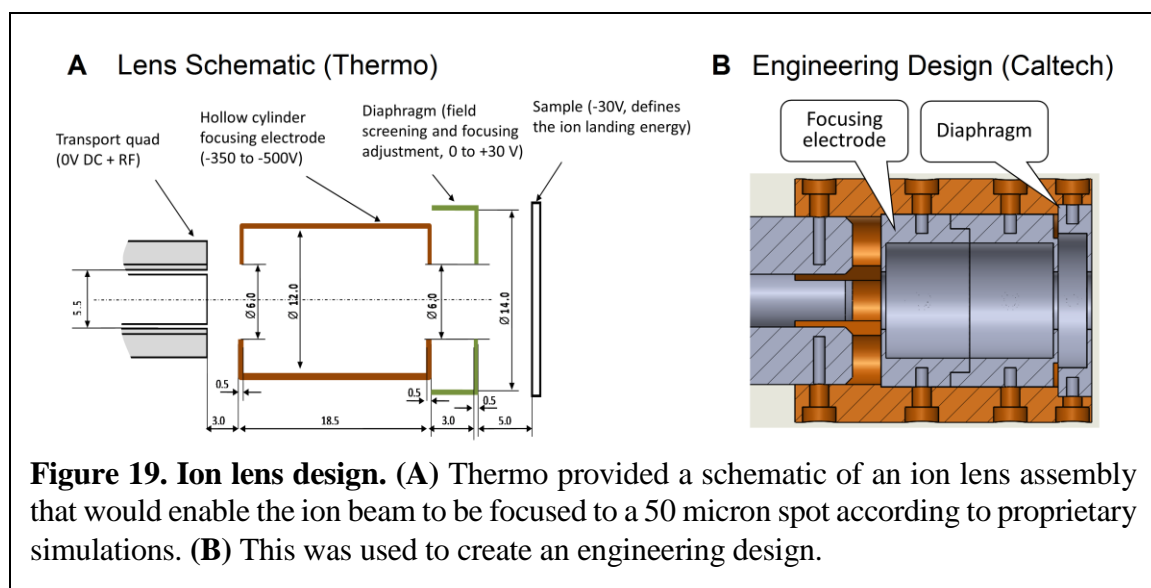 A Lens Schematic (Thermo)
B Engineering Design (Caltech)
Transport quad
(0V DC + RF)
Hollow cylinder
focusing electrode
(-350 to -500V)
Diaphragm (field
screening and focusing
adjustment, 0 to +30 V)
Sample (-30V, defines
the ion landing energy)
Focusing
electrode
Diaphragm
5.5
Ø6.0
Ø12.0
Ø6.0
Ø14.0
0.5
0.5
0.5
3.0
18.5
3.0
5.0
Figure 19. Ion lens design. (A) Thermo provided a schematic of an ion lens assembly
that would enable the ion beam to be focused to a 50 micron spot according to proprietary
simulations. (B) This was used to create an engineering design.